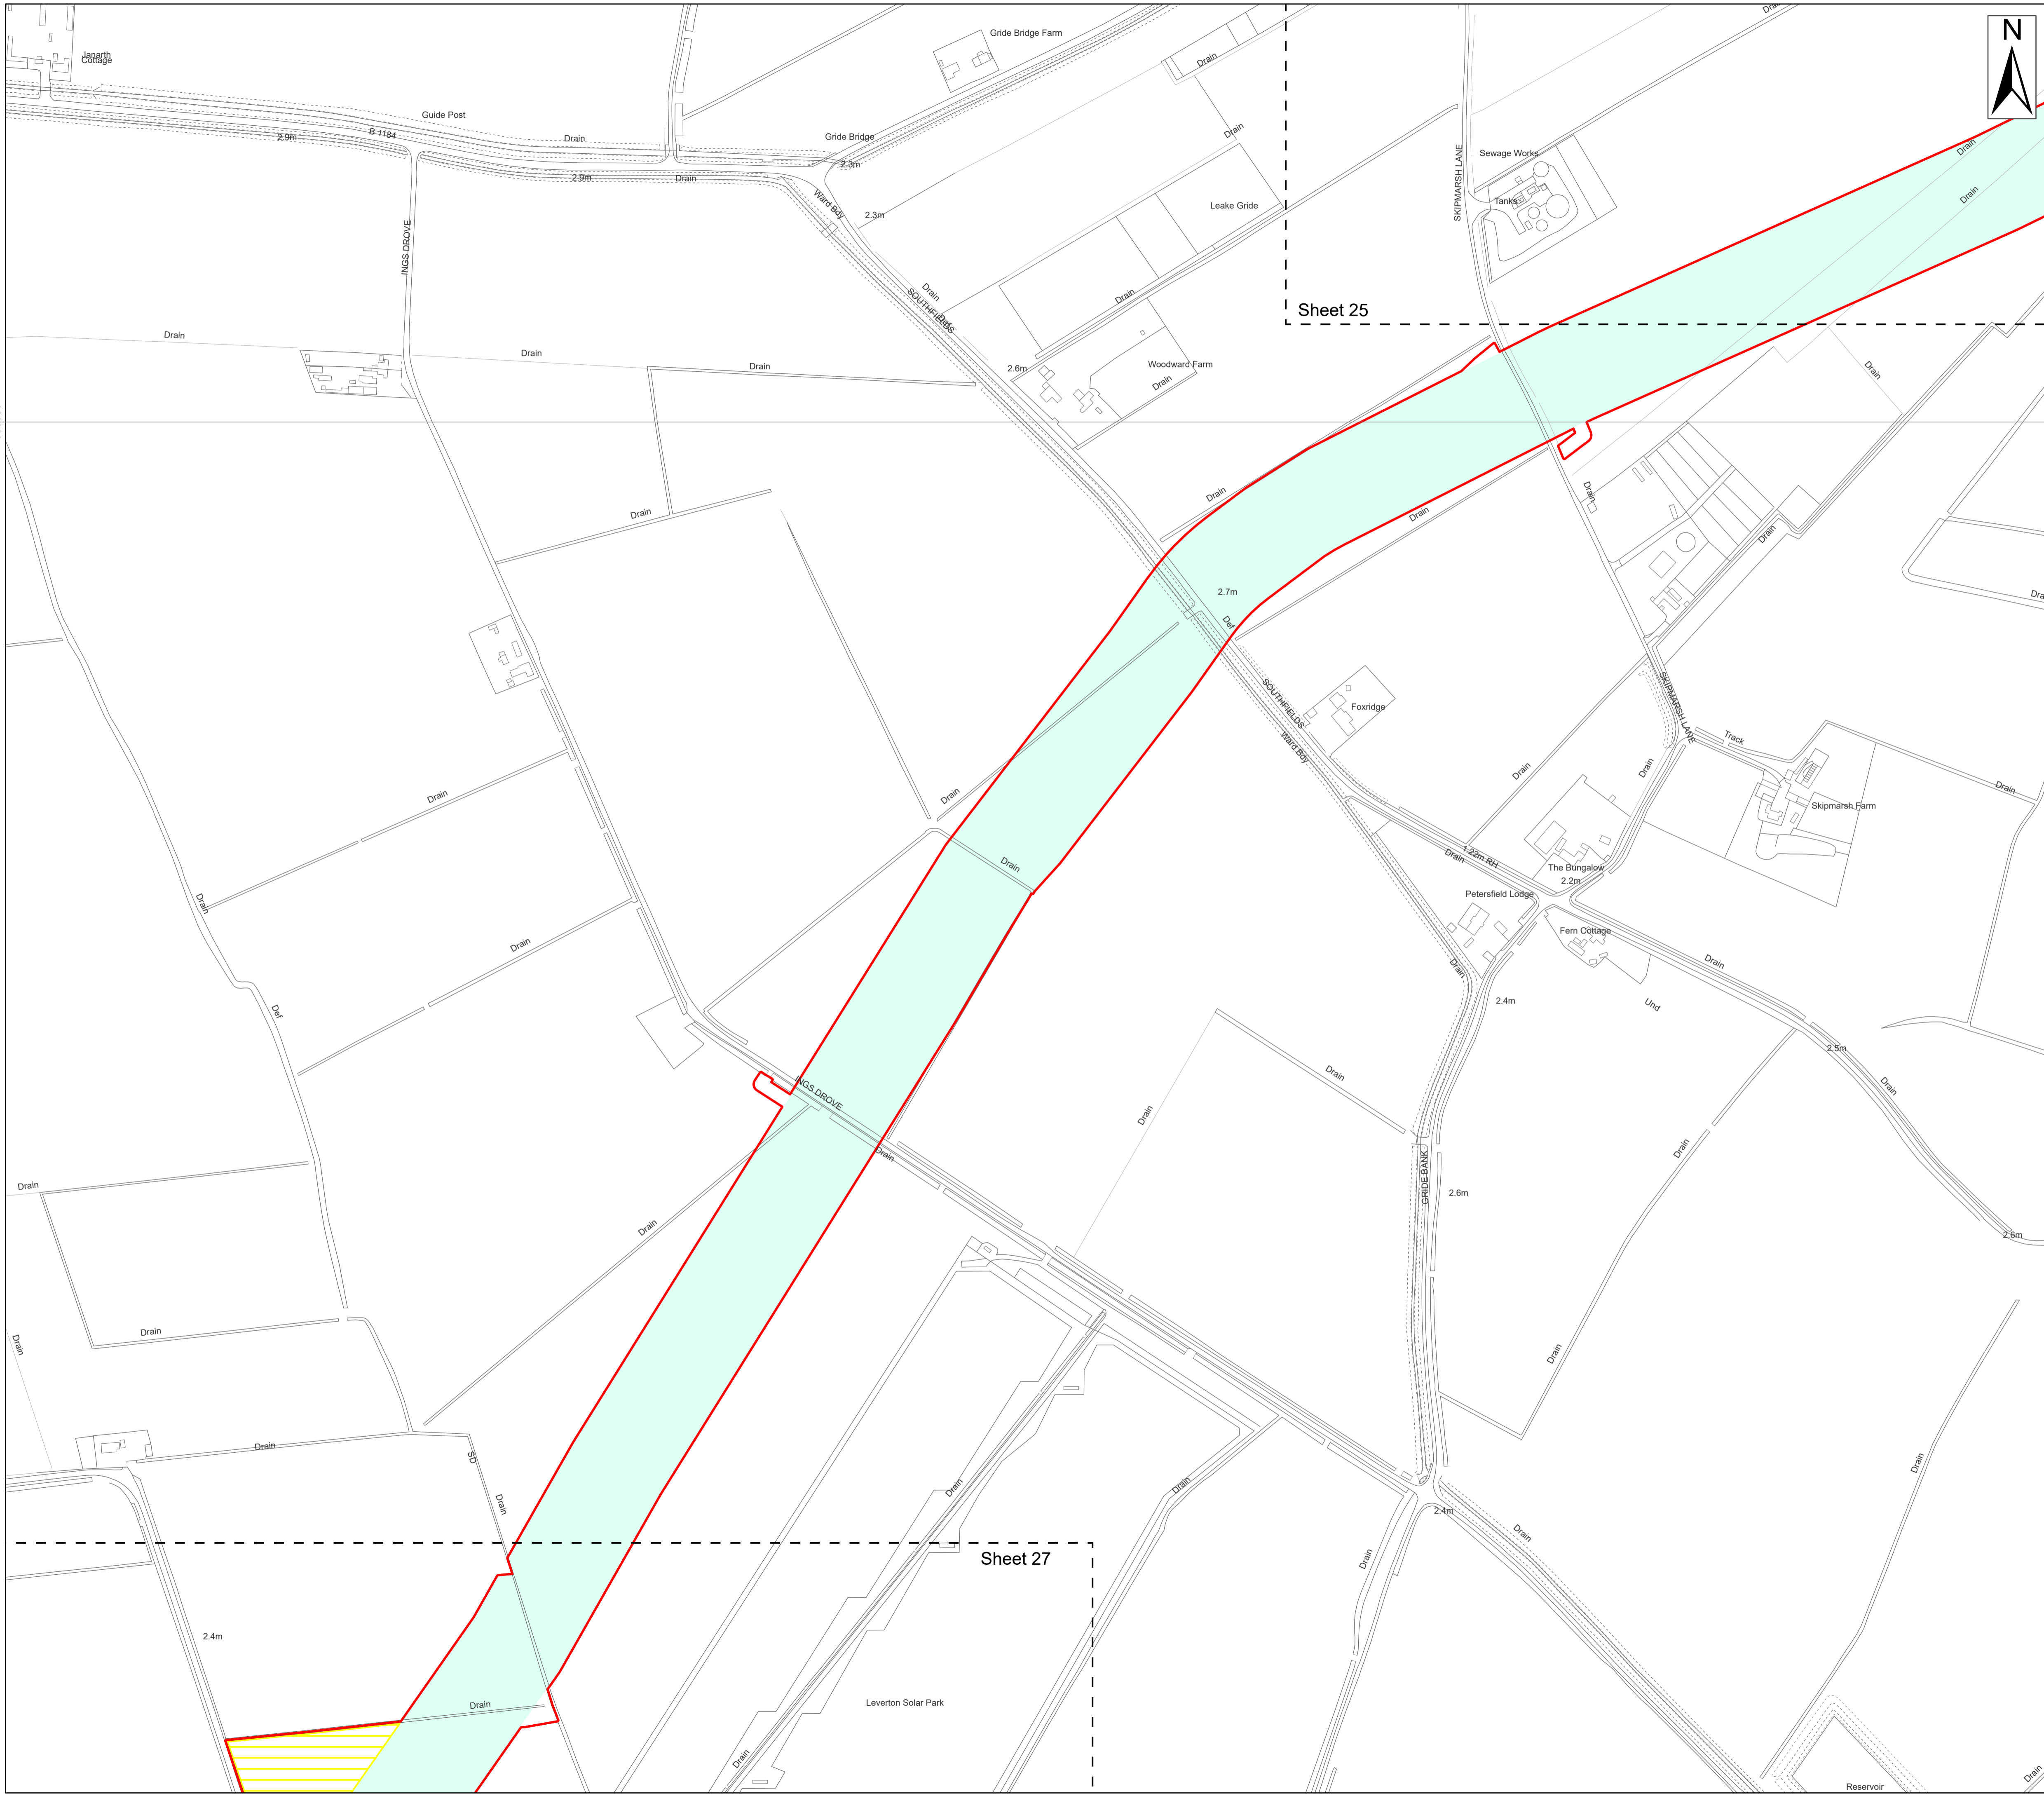 Janarth
Cottage
Gride Bridge Farm
Drain
Drain
N
Guide Post
B 1184
2.9m
Drain
Gride Bridge
2.3m
Drain
Sewage Works
Drain
2.9m
Drain
Ward Bdy
2.3m
Leake Gride
SKIPMARSH LANE
Tanks
Drain
INGS DROVE
Drain
SOUTHFIELDS
Def
Drain
Sheet 25
Drain
Drain
Drain
2.6m
Woodward Farm
Drain
Drain
Drain
Drain
Drain
Drain
Drain
2.7m
Def
SOUTHFIELDS
Foxridge
Ward Bdy
SKIPMARSH LANE
Track
Drain
Drain
Drain
Drain
Drain
Skipmarsh Farm
1.22m RH
Drain
Drain
The Bungalow
2.2m
Petersfield Lodge
Drain
Drain
Fern Cottage
Drain
Drain
2.4m
Und
Def
2.5m
Drain
Drain
INGS DROVE
Drain
Drain
Drain
GRIDE BANK
Drain
2.6m
Drain
2.6m
Drain
Drain
Drain
Drain
SD
Drain
Drain
Drain
Drain
Drain
2.4m
Drain
Sheet 27
Drain
2.4m
Drain
Leverton Solar Park
Drain
Reservoir
Drain